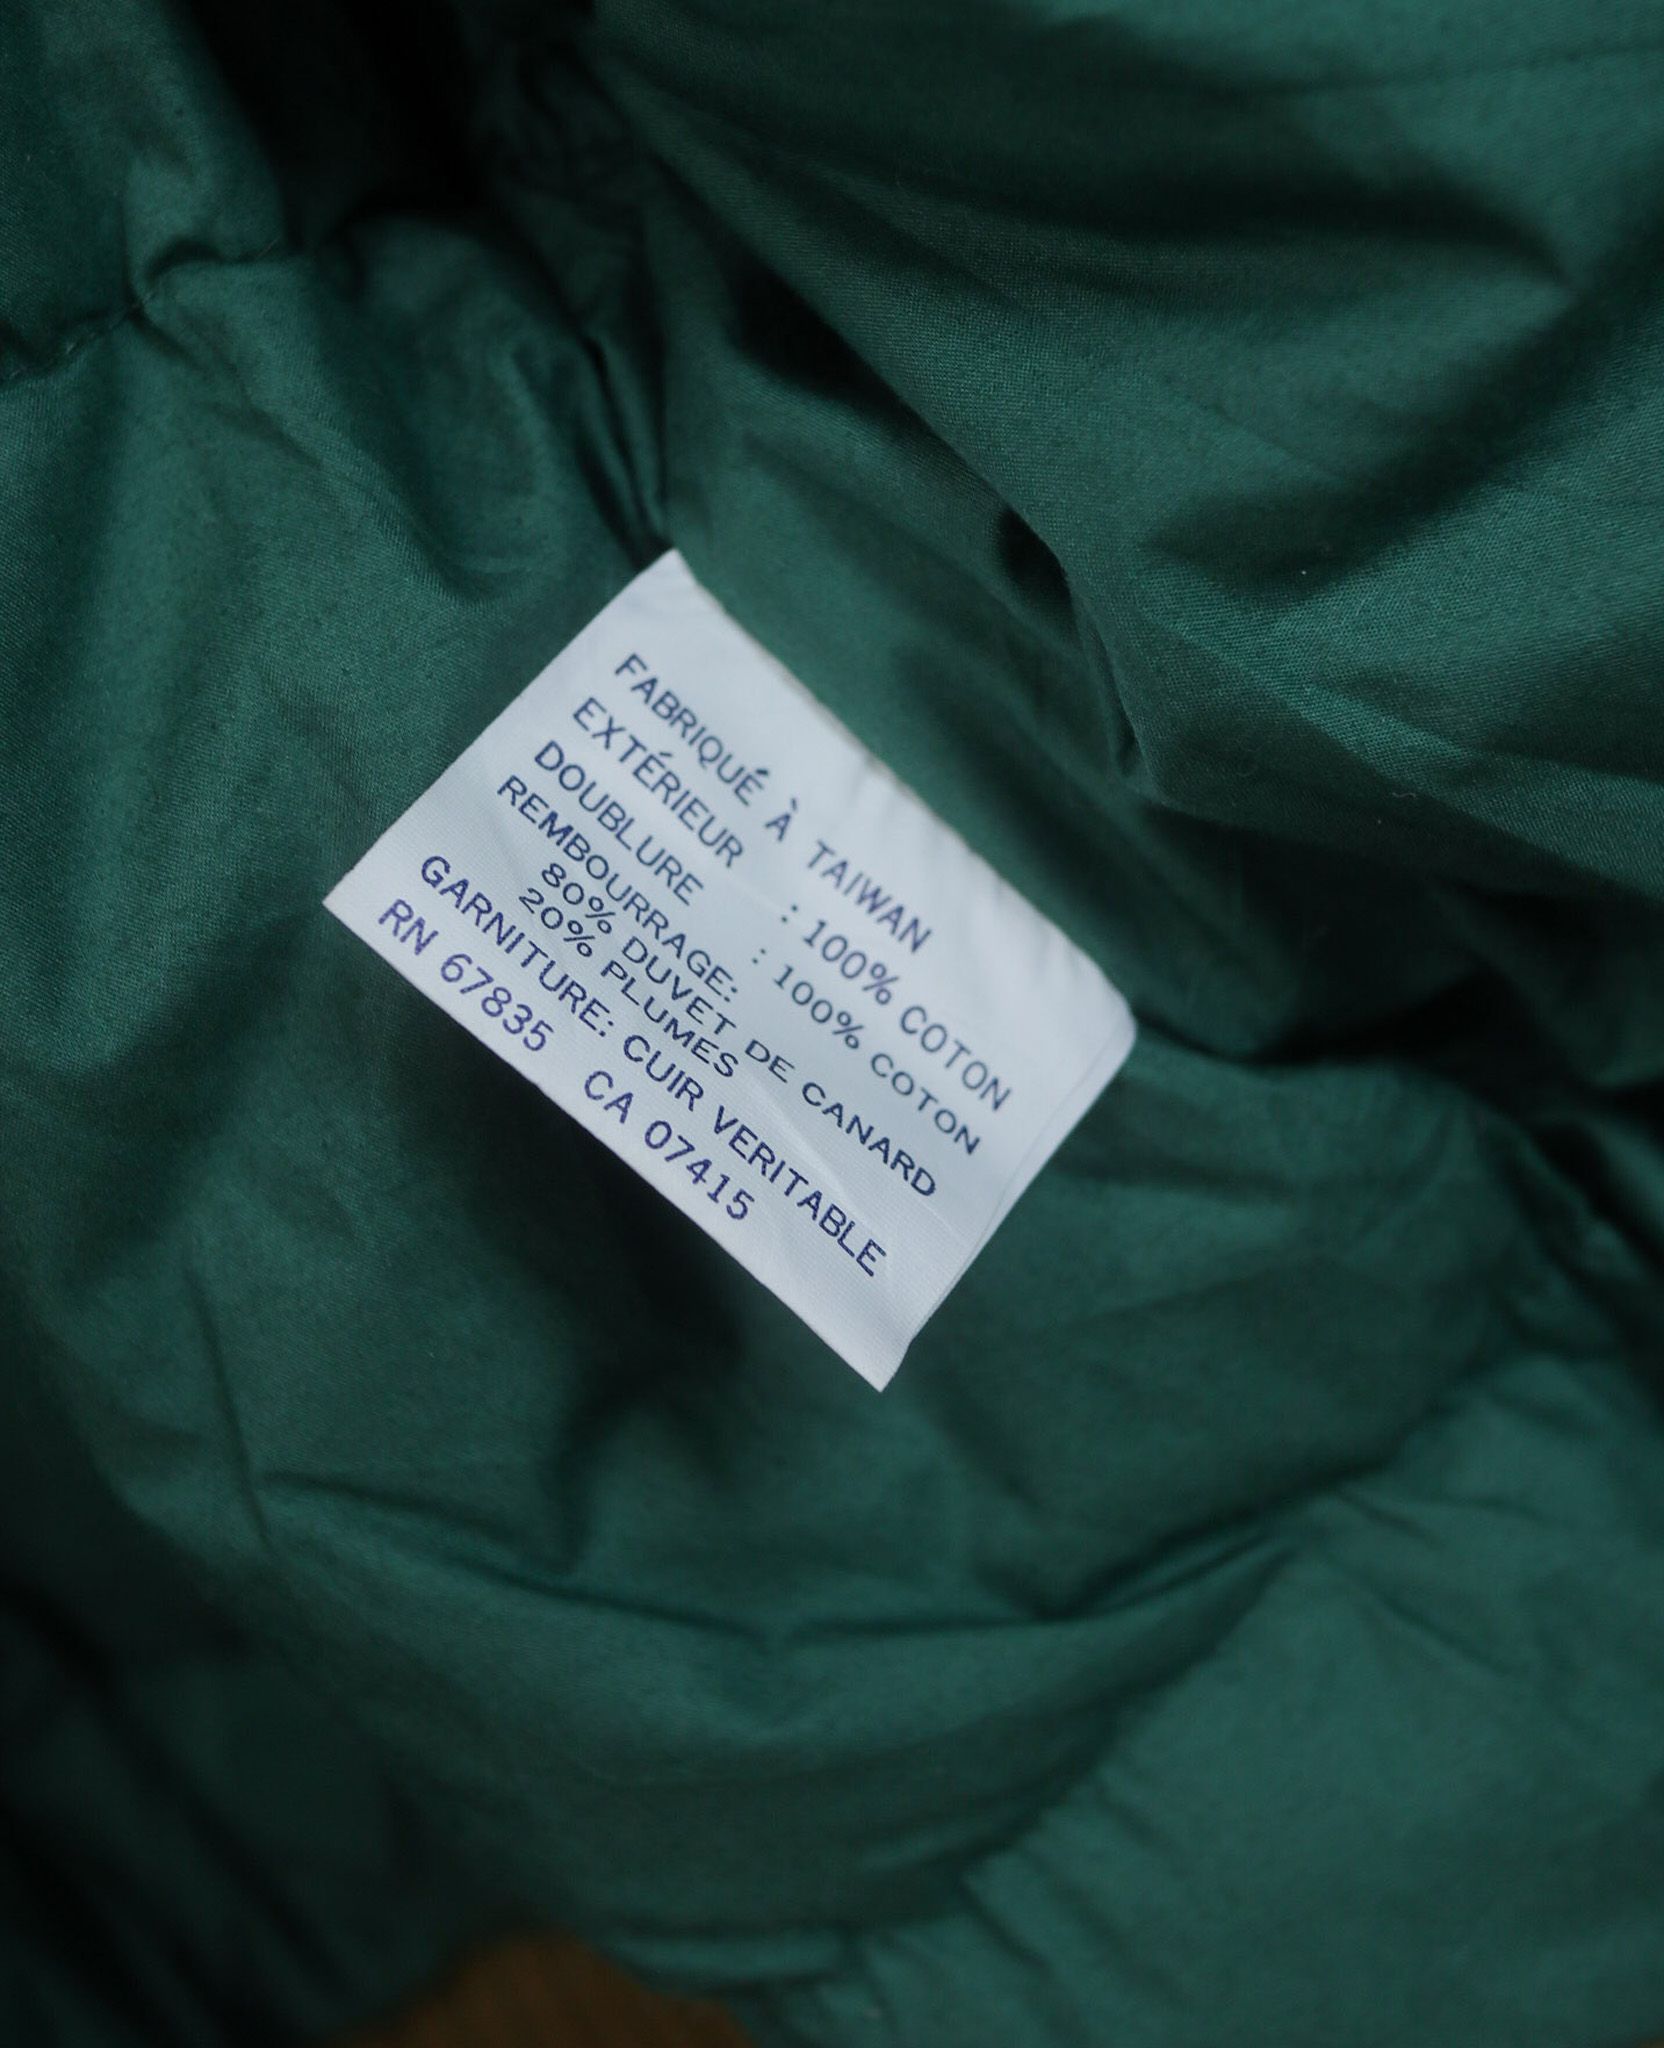 FABRIQUÉ À TAIWAN
EXTÉRIEUR : 100% COTON
DOUBLURE : 100% COTON
REMBOURRAGE:
80% DUVET DE CANARD
20% PLUMES
GARNITURE: CUIR VERITABLE
RN 67835 CA 07415